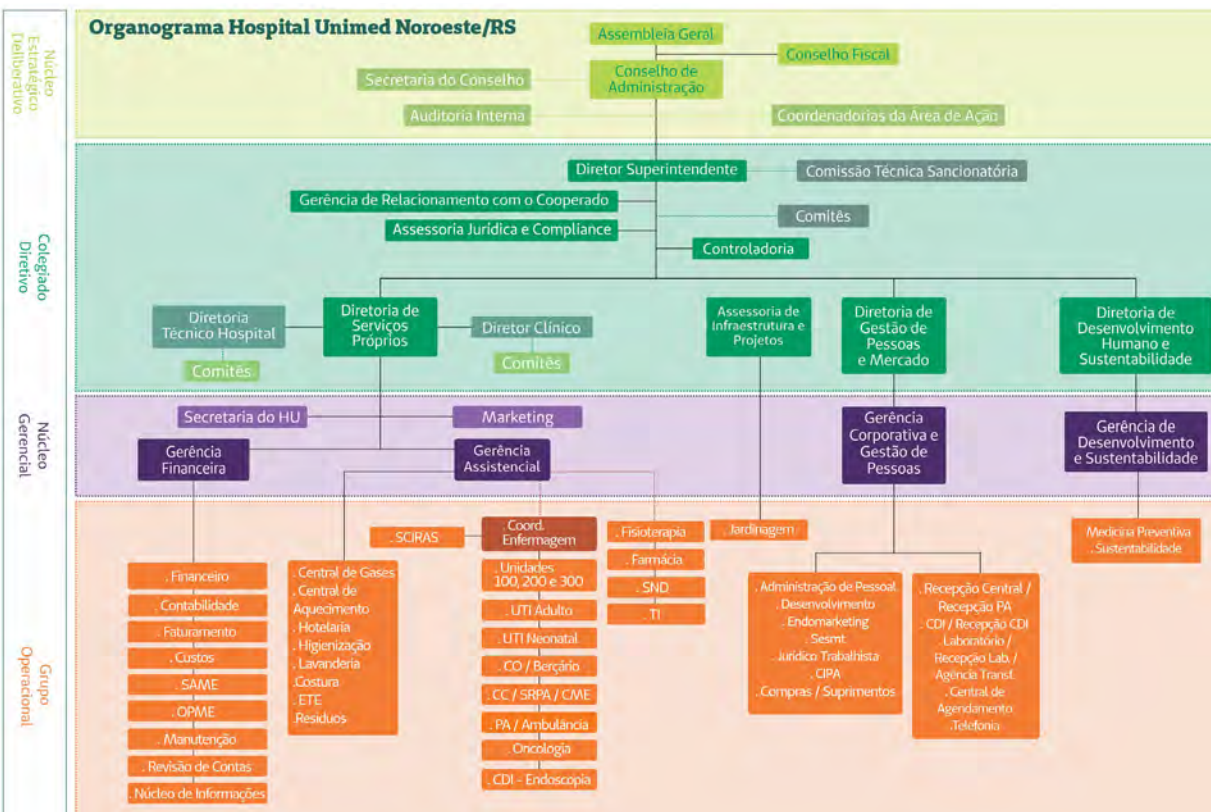 Organograma Hospital Unimed Noroeste/RS
Núcleo
Estratégico
Deliberativo
Assembleia Geral
Conselho Fiscal
Conselho de
Administração
Secretaria do Conselho
Auditoria Interna
Coordenadorias da Área de Ação
Colegiado
Diretivo
Diretor Superintendente
Comissão Técnica Sancionatória
Gerência de Relacionamento com o Cooperado
Comitês
Assessoria Jurídica e Compliance
Controladoria
Diretoria
Técnico Hospital
Comitês
Diretoria de
Serviços
Próprios
Diretor Clínico
Comitês
Assessoria de
Infraestrutura e
Projetos
Diretoria de
Gestão de
Pessoas
e Mercado
Diretoria de
Desenvolvimento
Humano e
Sustentabilidade
Núcleo
Gerencial
Secretaria do HU
Marketing
Gerência
Financeira
Gerência
Assistencial
Gerência
Corporativa e
Gestão de
Pessoas
Gerência de
Desenvolvimento
e Sustentabilidade
Grupo
Operacional
. Financeiro
. Contabilidade
. Faturamento
. Custos
. SAME
. OPME
. Manutenção
. Revisão de Contas
. Núcleo de Informações
. Central de Gases
. Central de
Aquecimento
. Hotelaria
. Higienização
. Lavanderia
.Costura
. ETE
.Resíduos
. SCIRAS
. Coord.
Enfermagem
. Unidades
100, 200 e 300
. UTI Adulto
. UTI Neonatal
. CO / Berçário
. CC / SRPA / CME
. PA / Ambulância
. Oncologia
. CDI - Endoscopia
. Fisioterapia
. Farmácia
. SND
. TI
. Jardinagem
. Administração de Pessoal
. Desenvolvimento
. Endomarketing
. Sesmt
. Jurídico Trabalhista
. CIPA
. Compras / Suprimentos
. Recepção Central /
Recepção PA
. CDI / Recepção CDI
. Laboratório /
Recepção Lab. /
Agência Transf.
. Central de
Agendamento
. Telefonia
Medicina Preventiva
. Sustentabilidade